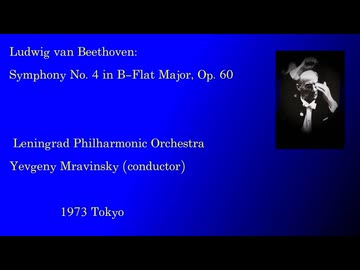 Ludwig van Beethoven:
Symphony No. 4 in B-Flat Major, Op. 60
Leningrad Philharmonic Orchestra
Yevgeny Mravinsky (conductor)
1973 Tokyo